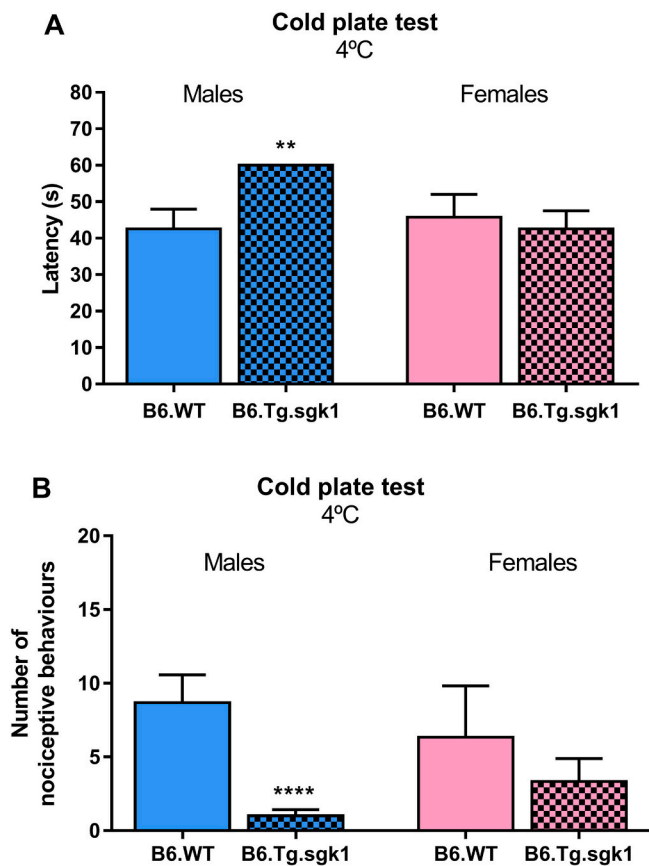 A
Cold plate test
4ºC
Males
Females
Latency (s)
80
70
60
50
40
30
20
10
0
**
B6.WT
B6.Tg.sgk1
B6.WT
B6.Tg.sgk1
B
Cold plate test
4ºC
Males
Females
Number of
nociceptive behaviours
20
15
10
5
0
****
B6.WT
B6.Tg.sgk1
B6.WT
B6.Tg.sgk1